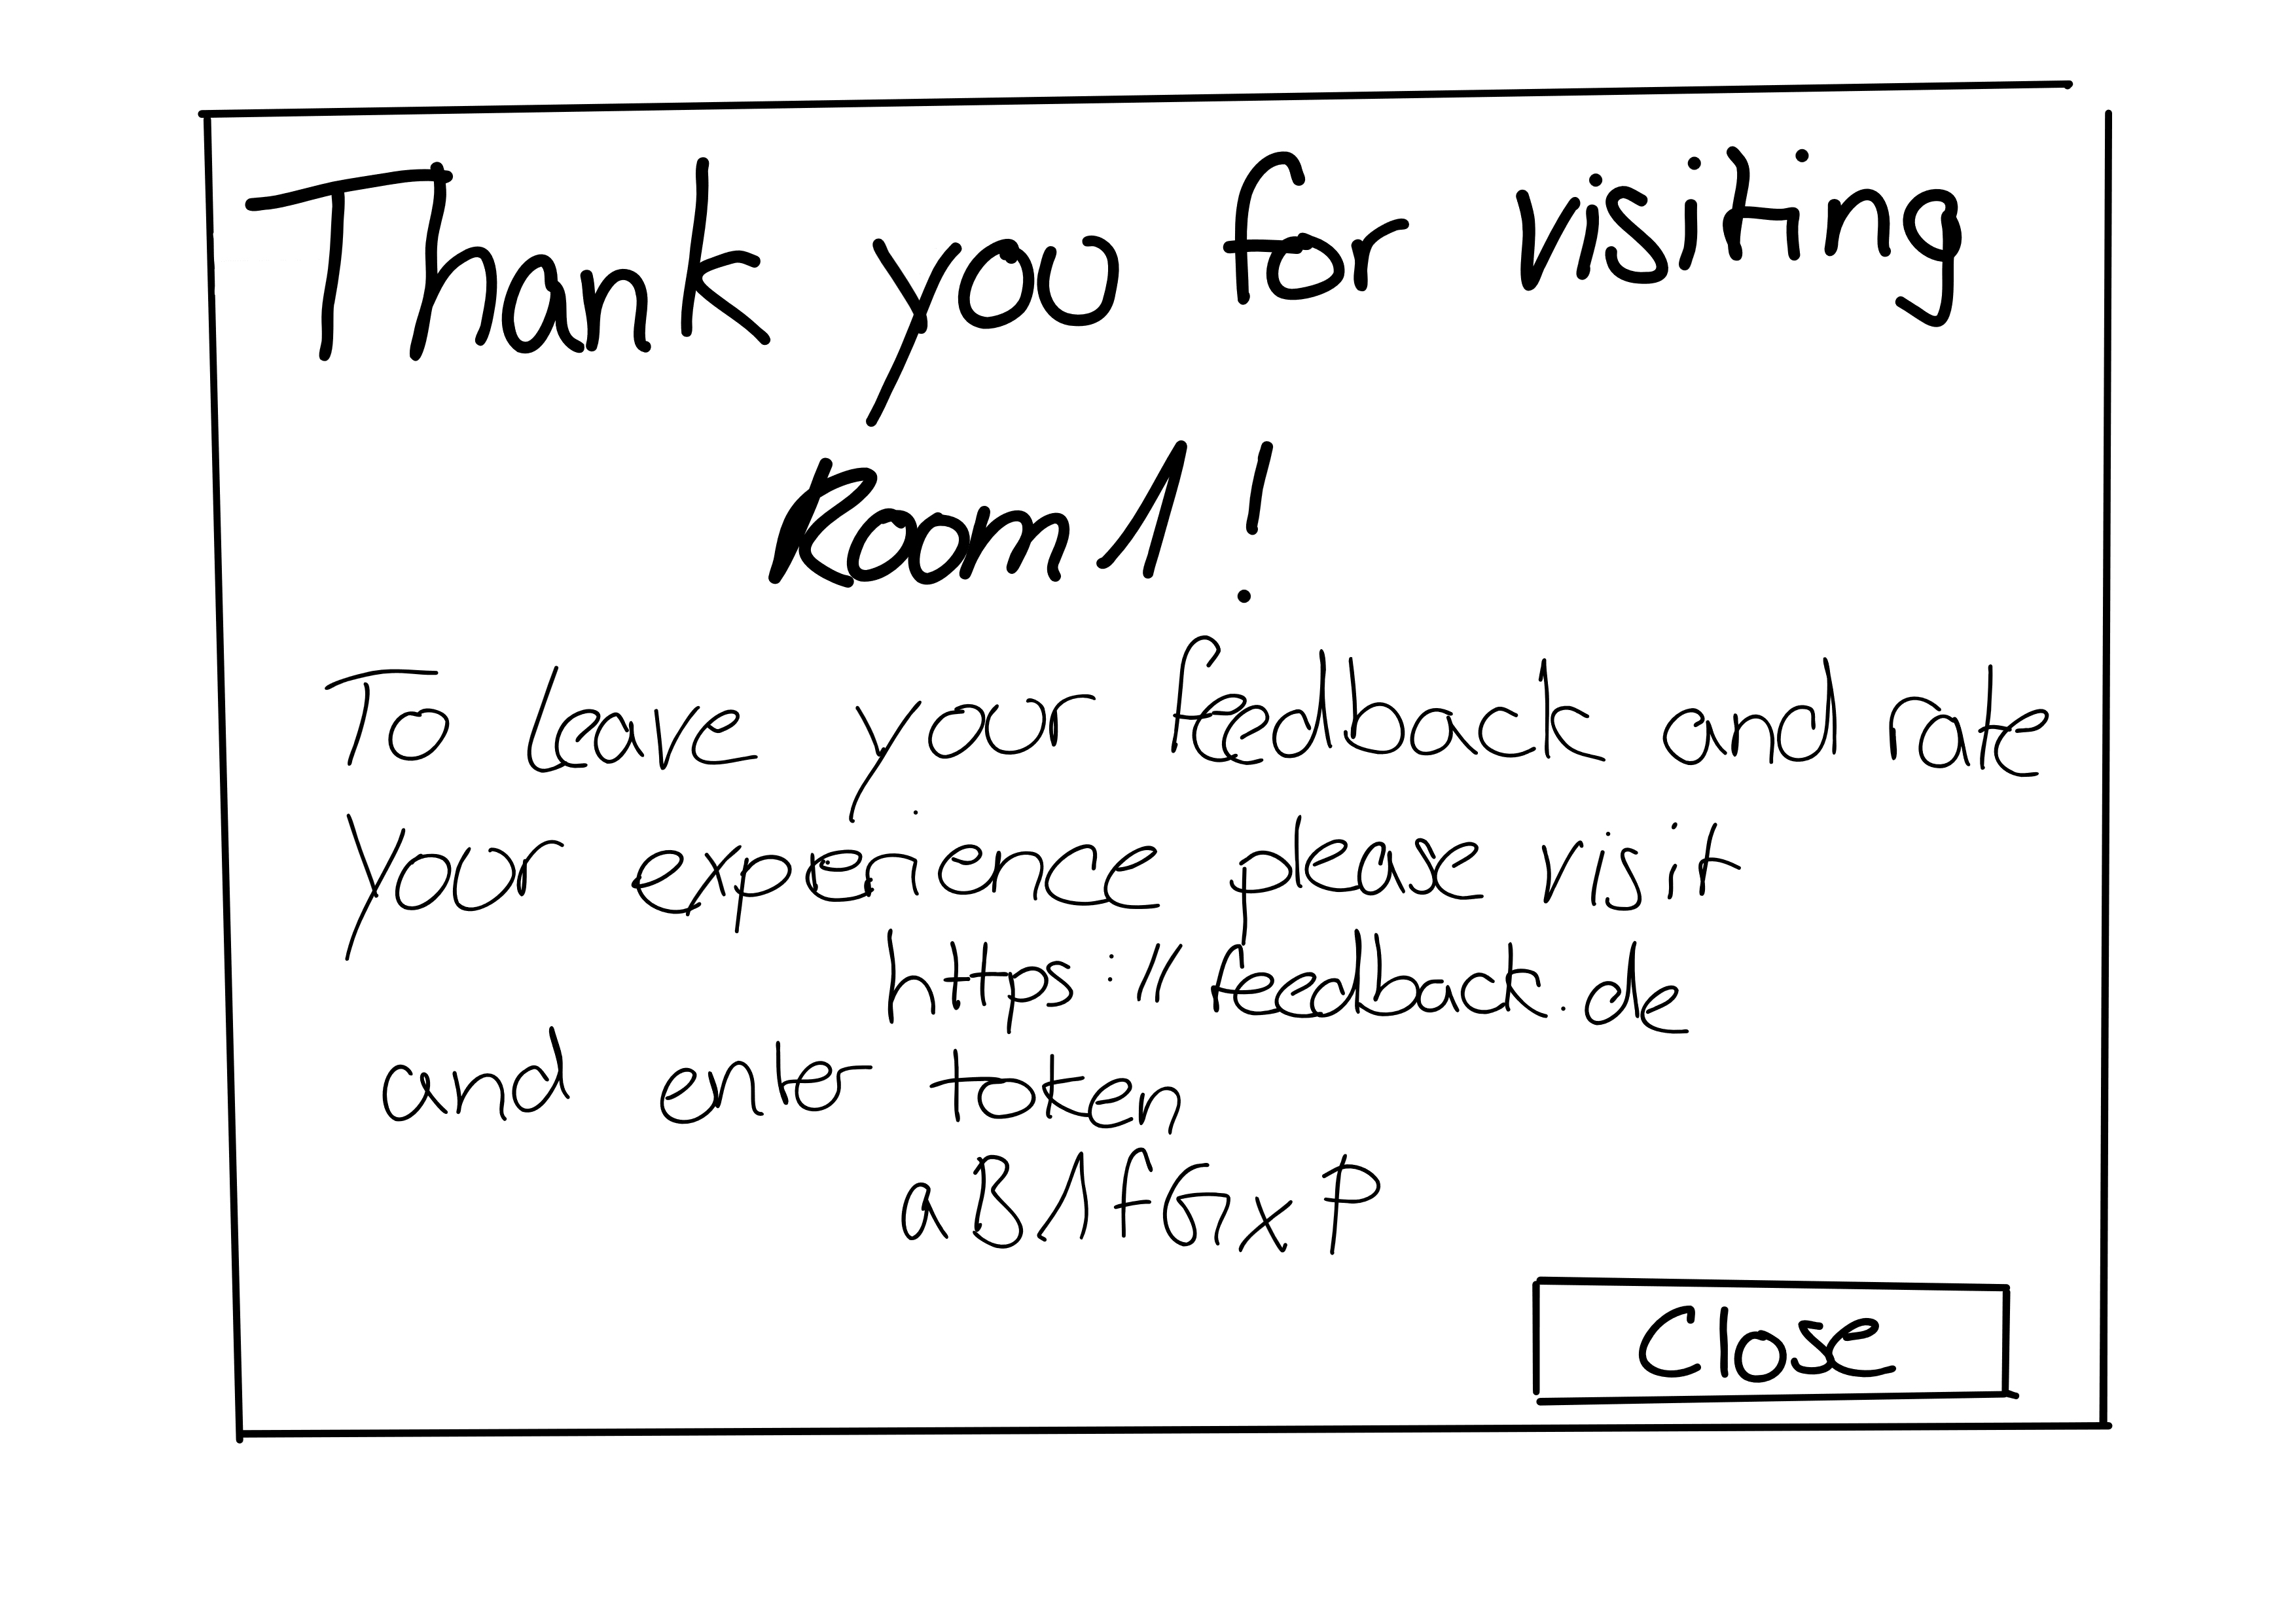 Thank you for visiting
Room 1!
To leave your feedback and rate
your experience please visit
https://feedback.de
and enter token
aB1fGxP
Close